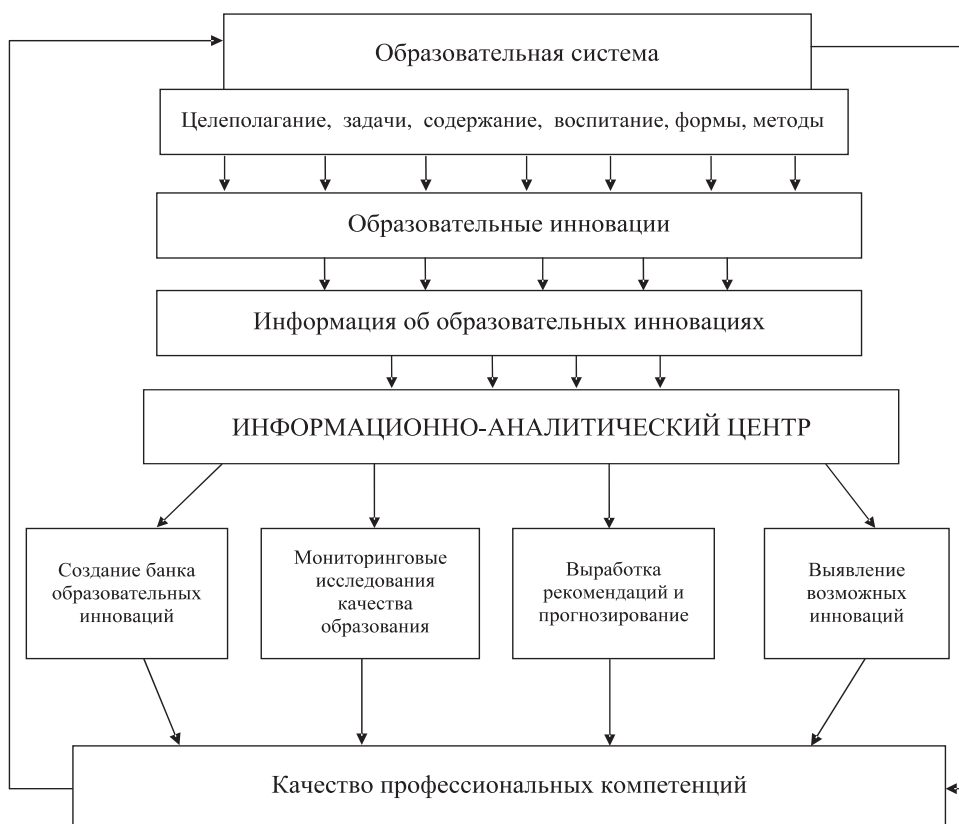 Образовательная система
Целеполагание, задачи, содержание, воспитание, формы, методы
Образовательные инновации
Информация об образовательных инновациях
ИНФОРМАЦИОННО-АНАЛИТИЧЕСКИЙ ЦЕНТР
Создание банка
образовательных
инноваций
Мониторинговые
исследования
качества
образования
Выработка
рекомендаций и
прогнозирование
Выявление
возможных
инноваций
Качество профессиональных компетенций